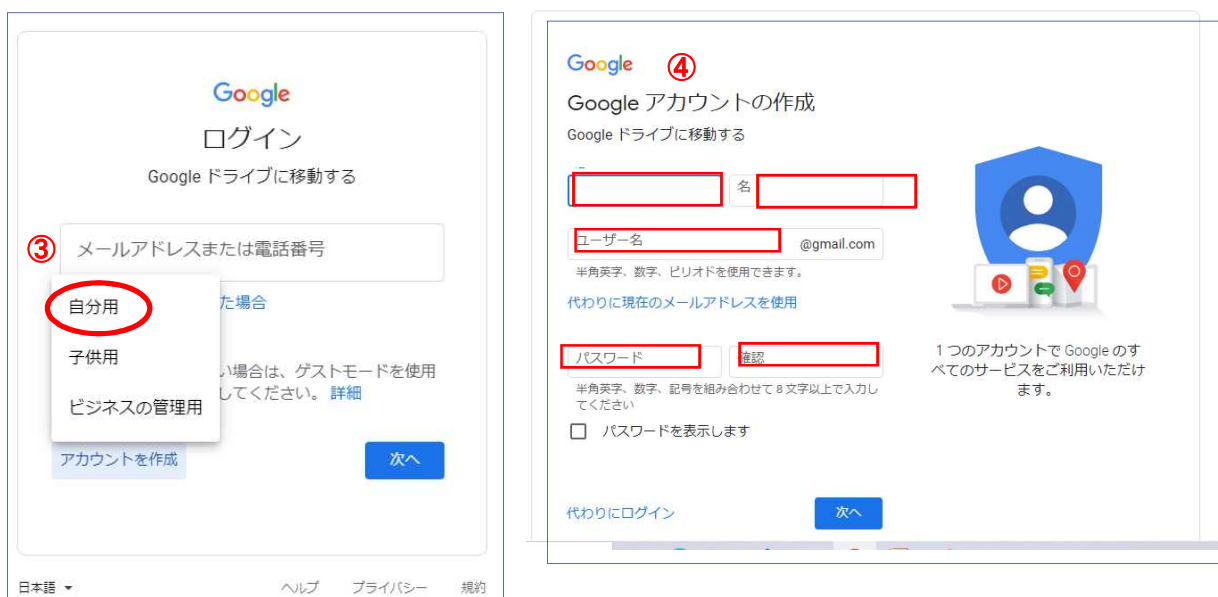 Google
ログイン
Google ドライブに移動する
③
メールアドレスまたは電話番号
自分用
た場合
子供用
い場合は、ゲストモードを使用
してください。詳細
ビジネスの管理用
アカウントを作成
次へ
日本語
ヘルプ
プライバシー
規約
Google
④
Google アカウントの作成
Google ドライブに移動する
名
ユーザー名
@gmail.com
半角英字、数字、ピリオドを使用できます。
代わりに現在のメールアドレスを使用
パスワード
確認
半角英字、数字、記号を組み合わせて 8 文字以上で入力し
てください
パスワードを表示します
代わりにログイン
次へ
1 つのアカウントで Google のす
べてのサービスをご利用いただけ
ます。